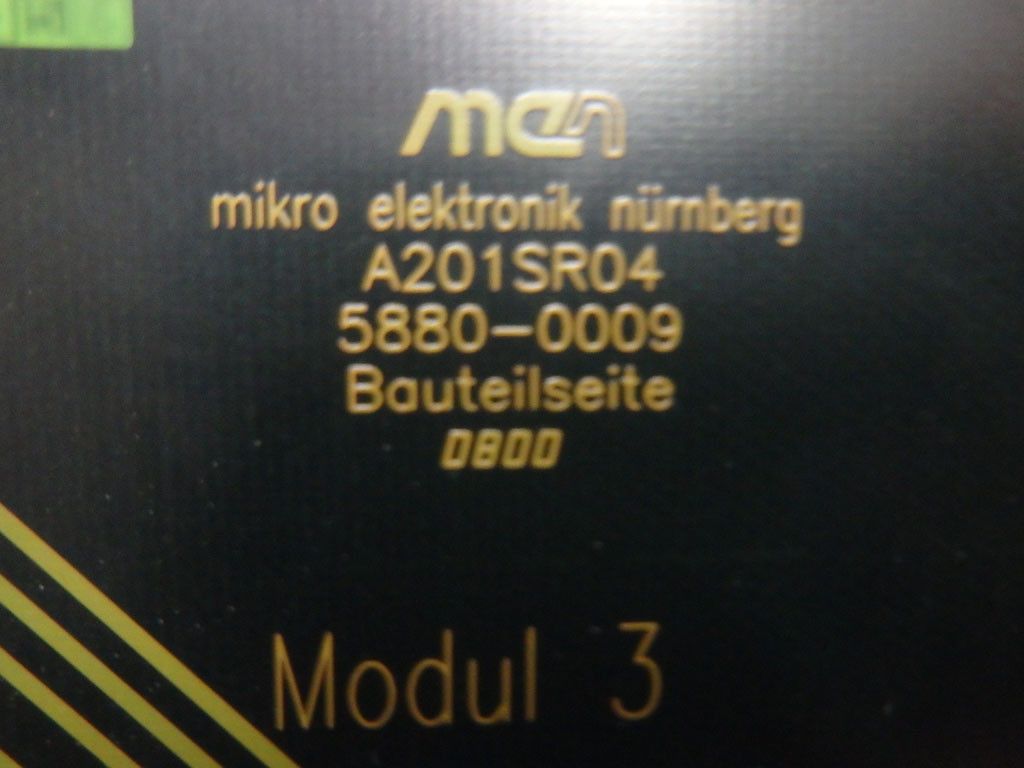 men
mikro elektronik nürnberg
A201SR04
5880-0009
Bauteilseite
0800
Modul 3